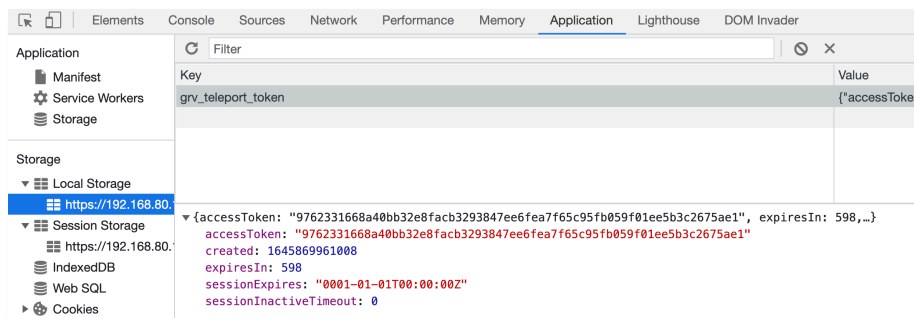 Elements Console Sources Network Performance Memory Application Lighthouse DOM Invader
Application
Manifest
Service Workers
Storage
Storage
Local Storage
https://192.168.80.
Session Storage
https://192.168.80.
IndexedDB
Web SQL
Cookies
Filter
Key Value
grv_teleport_token {"accessToke
{accessToken: "9762331668a40bb32e8facb3293847ee6fea7f65c95fb059f01ee5b3c2675ae1", expiresIn: 598,…}
accessToken: "9762331668a40bb32e8facb3293847ee6fea7f65c95fb059f01ee5b3c2675ae1"
created: 1645869961008
expiresIn: 598
sessionExpires: "0001-01-01T00:00:00Z"
sessionInactiveTimeout: 0